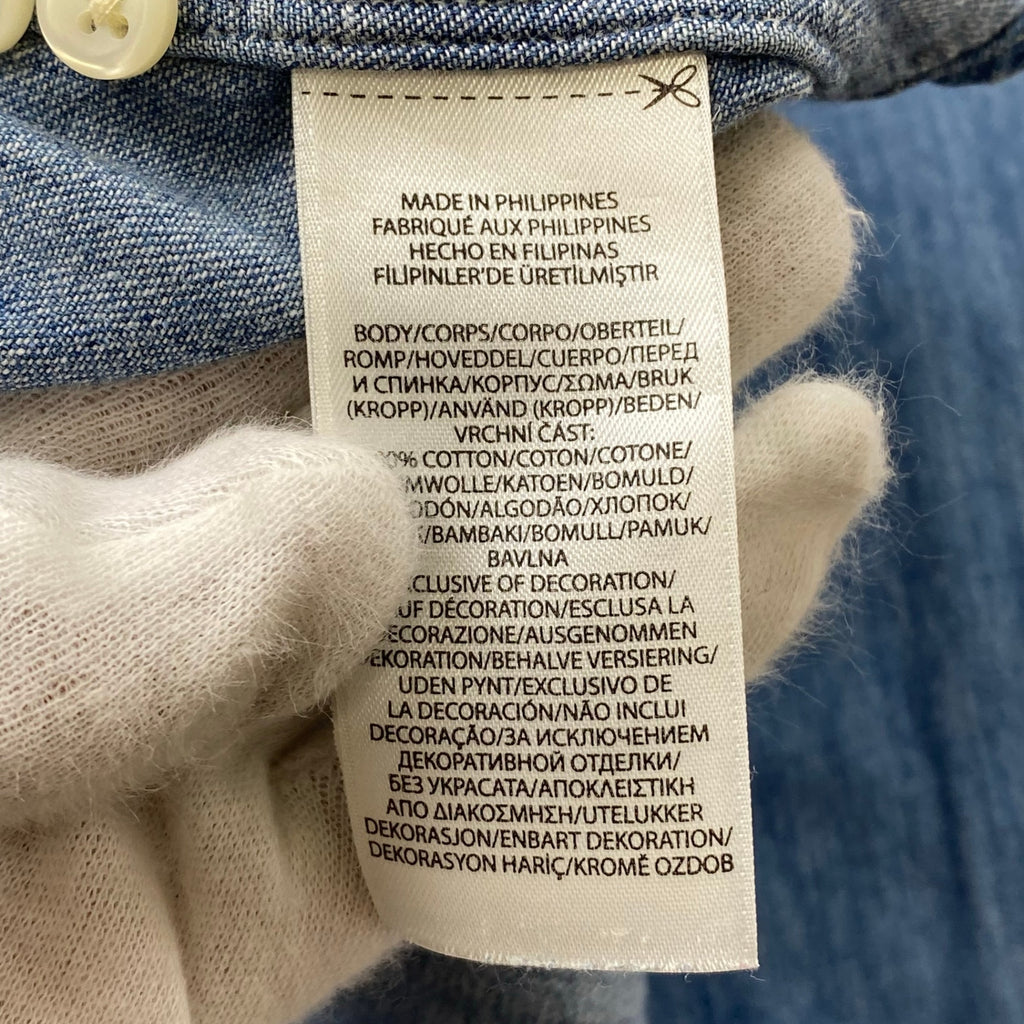 MADE IN PHILIPPINES
FABRIQUÉ AUX PHILIPPINES
HECHO EN FILIPINAS
FİLİPİNLER'DE ÜRETİLMİŞTİR
BODY/CORPS/CORPO/OBERTEIL/
ROMP/HOVEDDEL/CUERPO/ПЕРЕД
И СПИНКА/КОРПУС/ΣΩΜΑ/BRUK
(KROPP)/ANVÄND (KROPP)/BEDEN/
VRCHNÍ ČÁST:
COTTON/COTON/COTONE/
/KATOEN/BOMULD/
/ALGODÃO/ХЛОПОК/
/BAMBAKI/BOMULL/PAMUK/
BAVLNA
OF DECORATION/
DÉCORATION/ESCLUSA LA
/AUSGENOMMEN
/BEHALVE VERSIERING/
UDEN PYNT/EXCLUSIVO DE
LA DECORACIÓN/NÃO INCLUI
DECORAÇÃO/ЗА ИСКЛЮЧЕНИЕМ
ДЕКОРАТИВНОЙ ОТДЕЛКИ/
БЕЗ УКРАСАТА/ΑΠΟΚΛΕΙΣΤΙΚΗ
ΑΠΟ ΔΙΑΚΟΣΜΗΣΗ/UTELUKKER
DEKORASJON/ENBART DEKORATION/
DEKORASYON HARİÇ/KROMĚ OZDOB